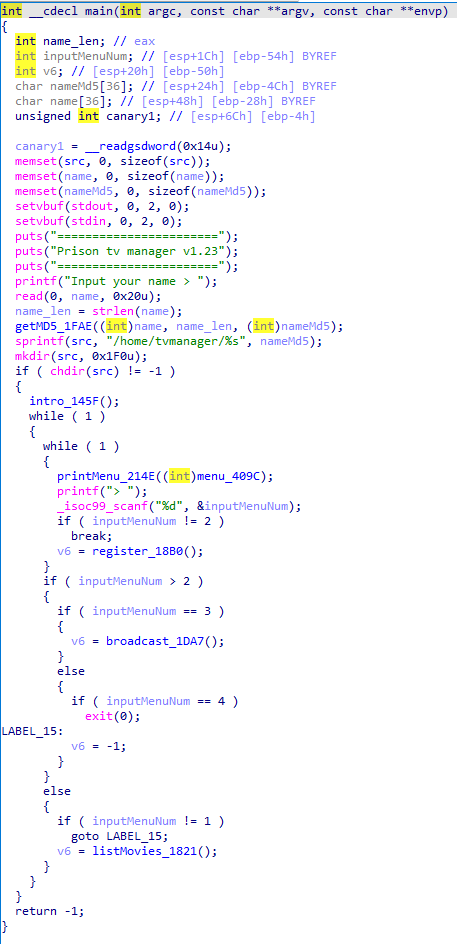 int __cdecl main(int argc, const char **argv, const char **envp)
{
  int name_len; // eax
  int inputMenuNum; // [esp+1Ch] [ebp-54h] BYREF
  int v6; // [esp+20h] [ebp-50h]
  char nameMd5[36]; // [esp+24h] [ebp-4Ch] BYREF
  char name[36]; // [esp+48h] [ebp-28h] BYREF
  unsigned int canary1; // [esp+6Ch] [ebp-4h]

  canary1 = __readgsdword(0x14u);
  memset(src, 0, sizeof(src));
  memset(name, 0, sizeof(name));
  memset(nameMd5, 0, sizeof(nameMd5));
  setvbuf(stdout, 0, 2, 0);
  setvbuf(stdin, 0, 2, 0);
  puts("=======================");
  puts("Prison tv manager v1.23");
  puts("=======================");
  printf("Input your name > ");
  read(0, name, 0x20u);
  name_len = strlen(name);
  getMD5_1FAE((int)name, name_len, (int)nameMd5);
  sprintf(src, "/home/tvmanager/%s", nameMd5);
  mkdir(src, 0x1F0u);
  if ( chdir(src) != -1 )
  {
    intro_145F();
    while ( 1 )
    {
      while ( 1 )
      {
        printMenu_214E((int)menu_409C);
        printf("> ");
        _isoc99_scanf("%d", &inputMenuNum);
        if ( inputMenuNum != 2 )
          break;
        v6 = register_18B0();
      }
      if ( inputMenuNum > 2 )
      {
        if ( inputMenuNum == 3 )
        {
          v6 = broadcast_1DA7();
        }
        else
        {
          if ( inputMenuNum == 4 )
            exit(0);
LABEL_15:
          v6 = -1;
        }
      }
      else
      {
        if ( inputMenuNum != 1 )
          goto LABEL_15;
        v6 = listMovies_1821();
      }
    }
  }
  return -1;
}